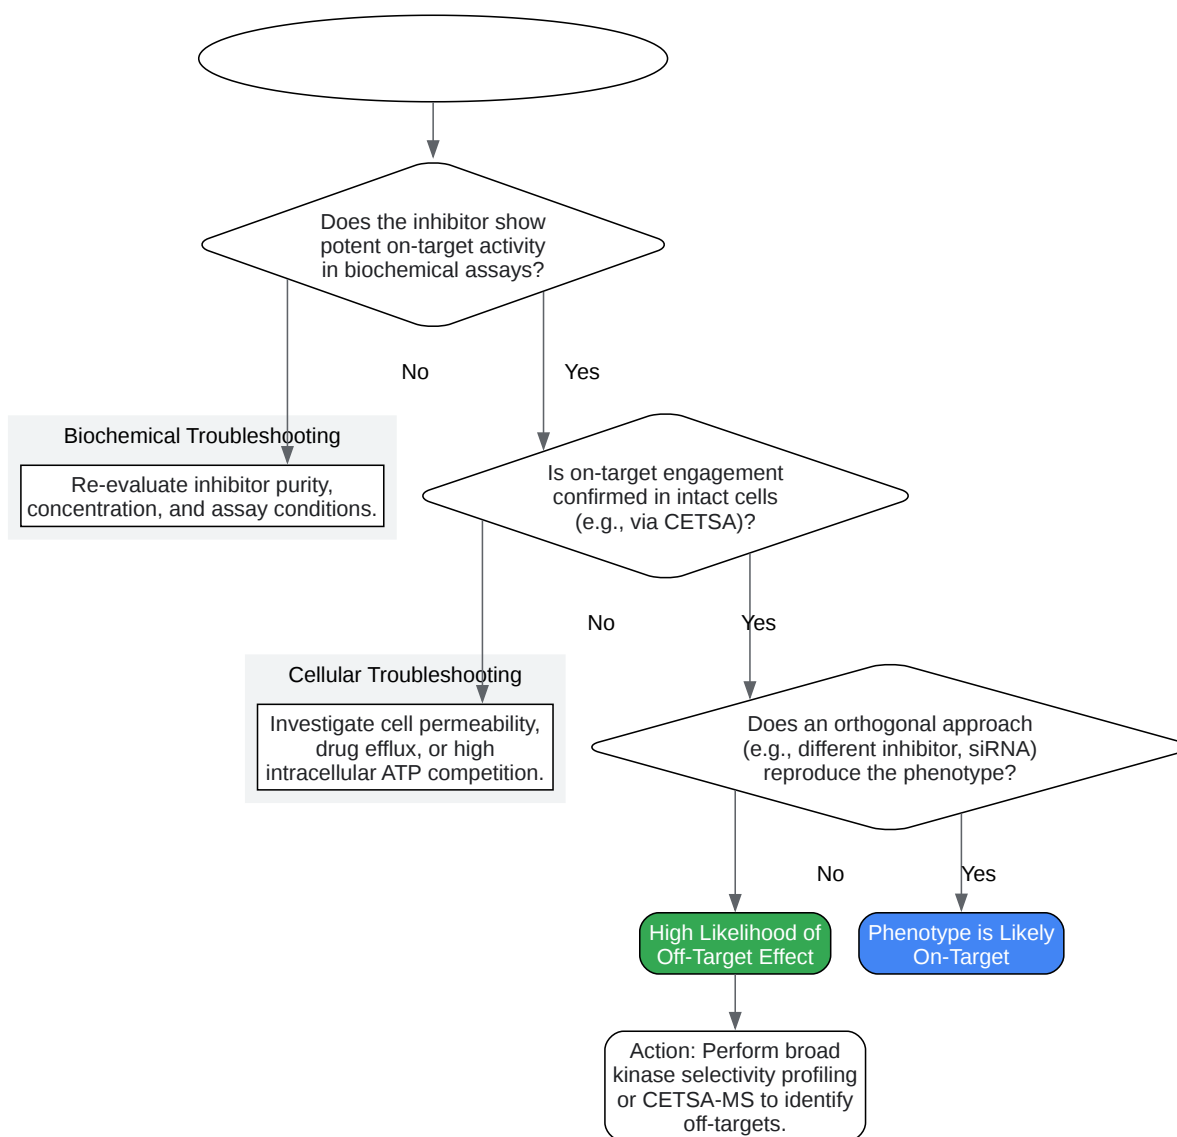 Does the inhibitor show
potent on-target activity
in biochemical assays?
No
Yes
Biochemical Troubleshooting
Re-evaluate inhibitor purity,
concentration, and assay conditions.
Is on-target engagement
confirmed in intact cells
(e.g., via CETSA)?
No
Yes
Cellular Troubleshooting
Investigate cell permeability,
drug efflux, or high
intracellular ATP competition.
Does an orthogonal approach
(e.g., different inhibitor, siRNA)
reproduce the phenotype?
No
Yes
High Likelihood of
Off-Target Effect
Phenotype is Likely
On-Target
Action: Perform broad
kinase selectivity profiling
or CETSA-MS to identify
off-targets.